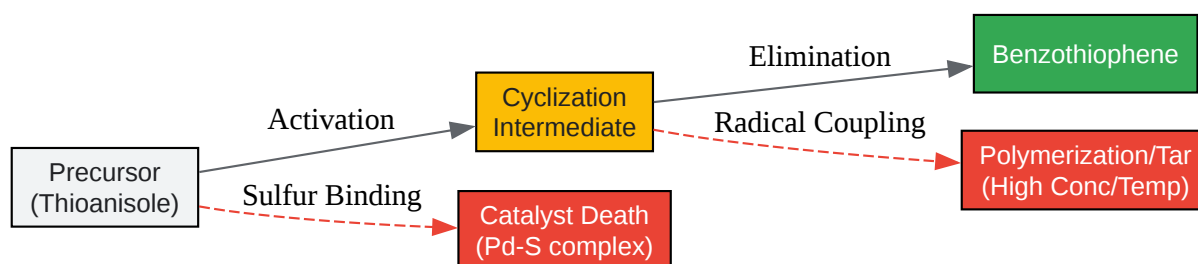 Precursor
(Thioanisole)
Activation
Sulfur Binding
Cyclization
Intermediate
Catalyst Death
(Pd-S complex)
Elimination
Radical Coupling
Benzothiophene
Polymerization/Tar
(High Conc/Temp)